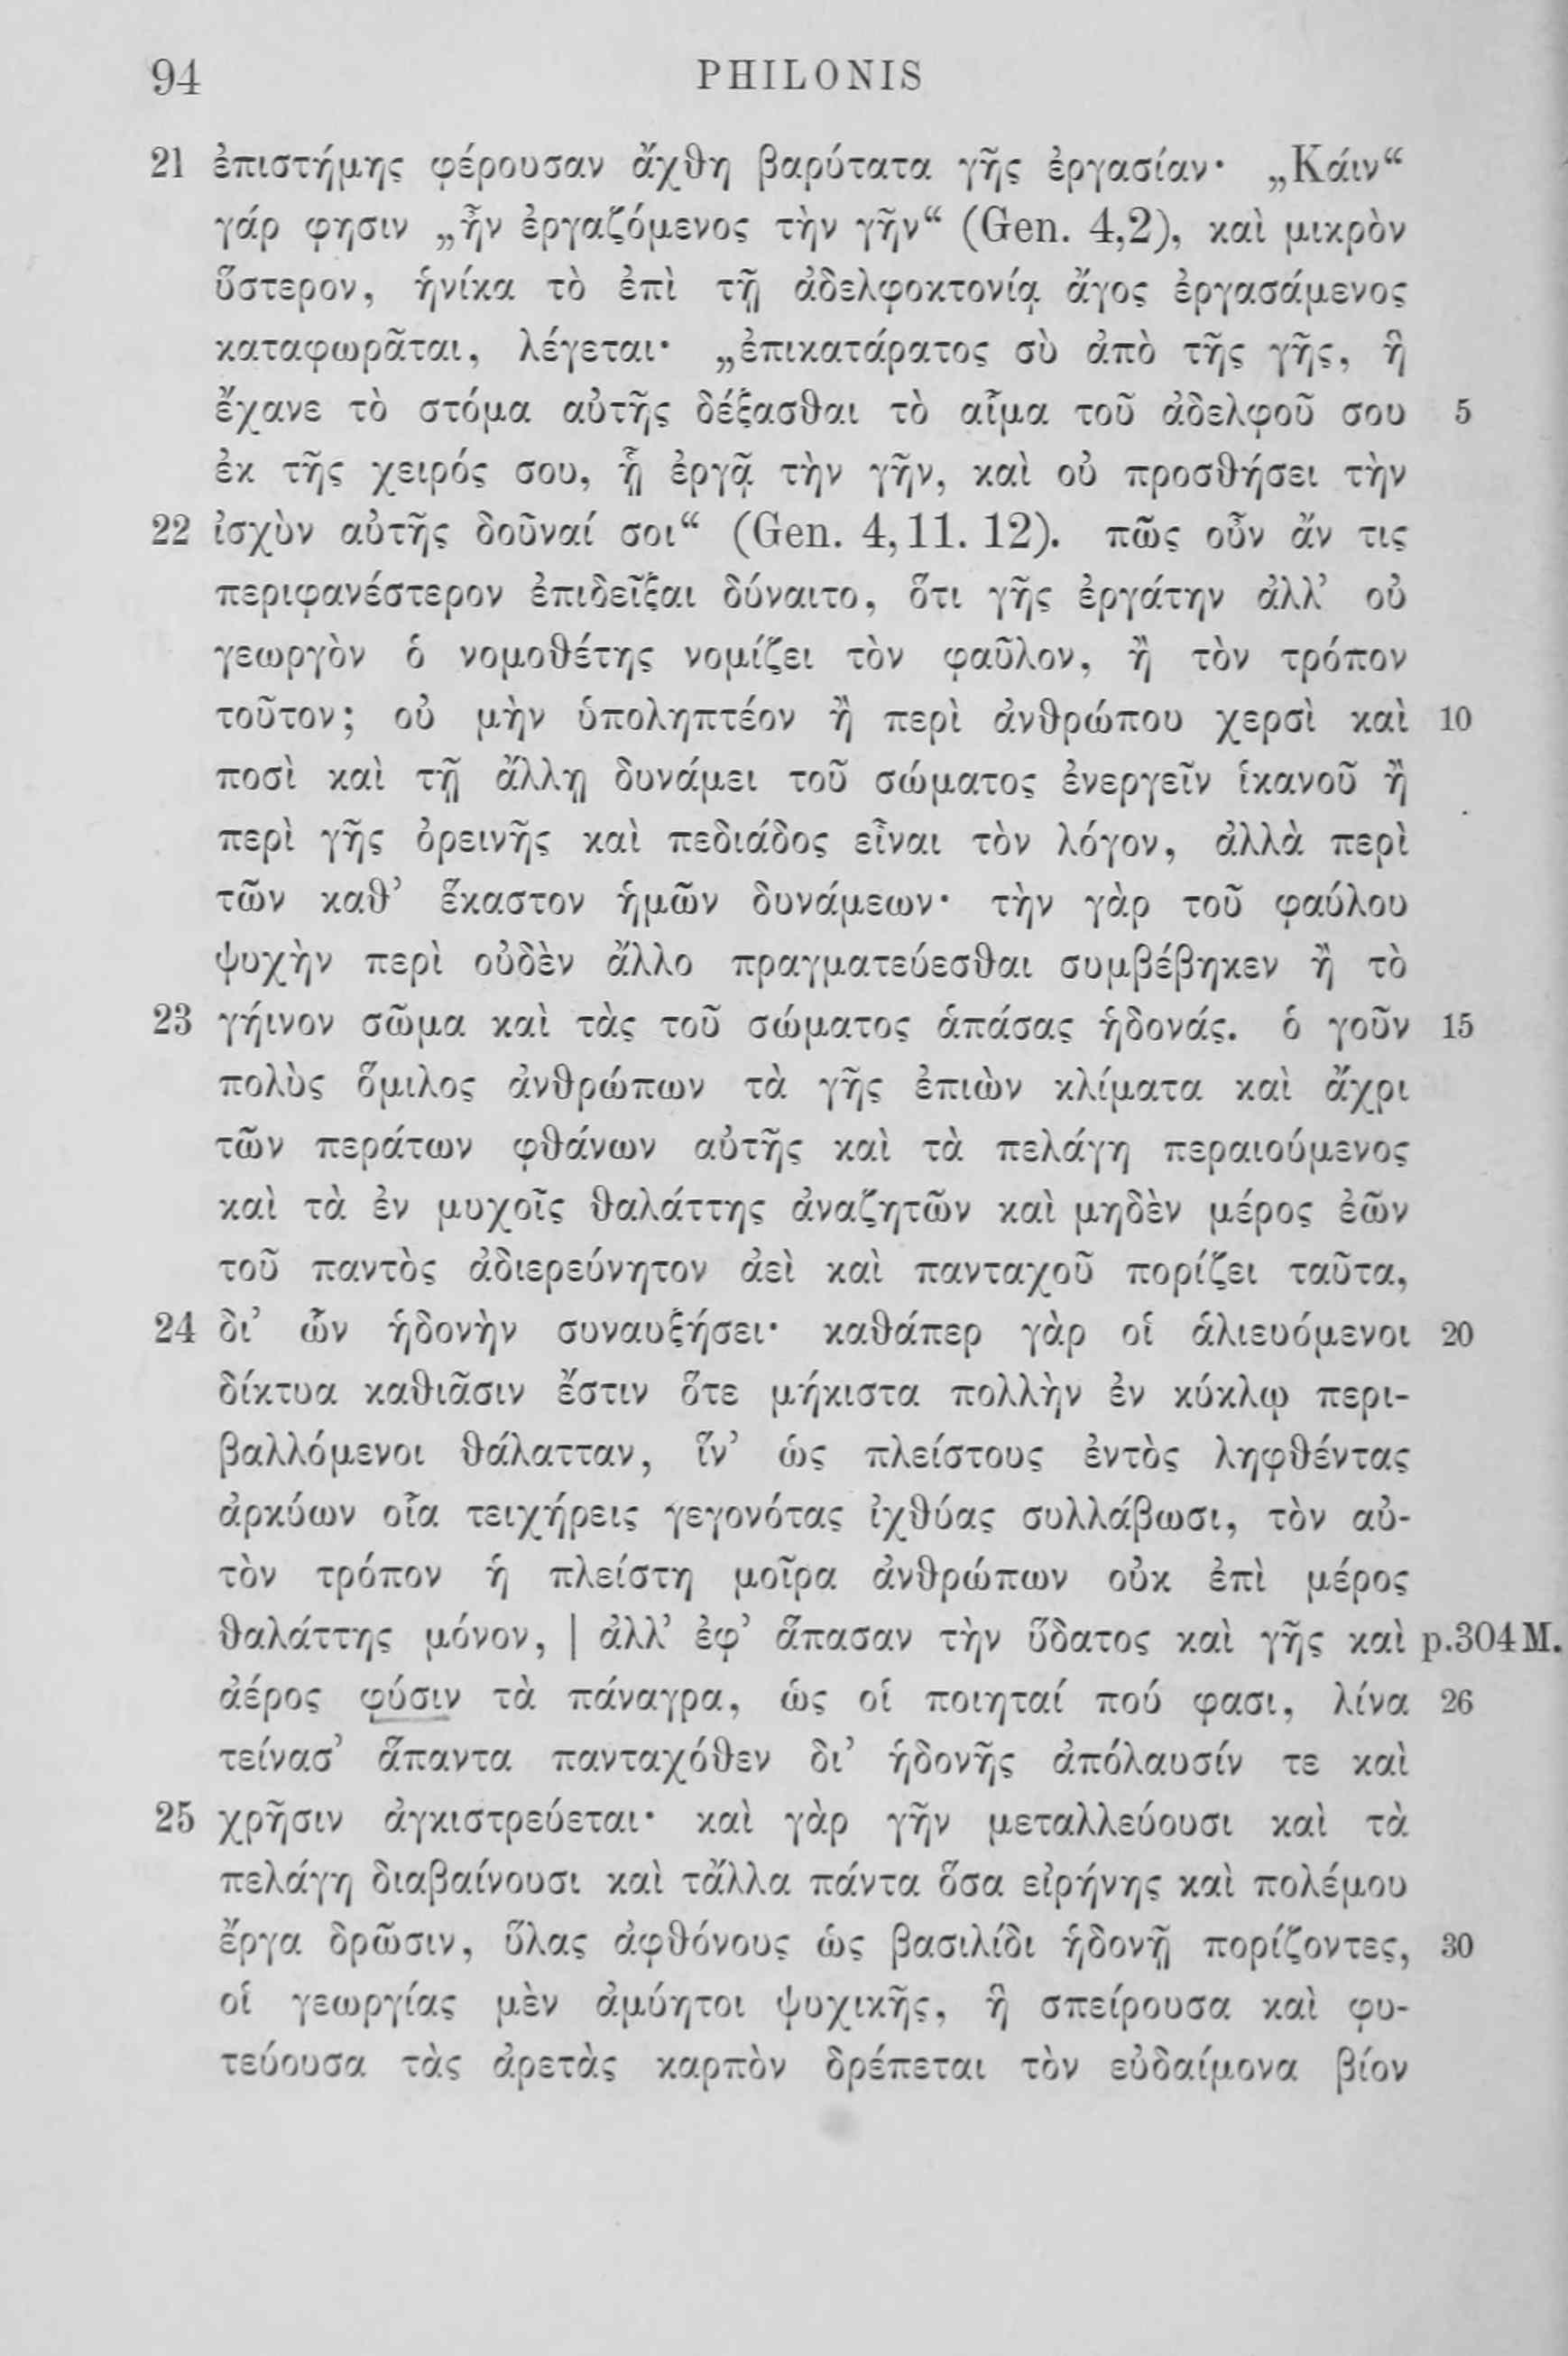 94 PHILONIS
21 ἐπιστήμης φέρουσαν ἄχθη βαρύτατα γῆς ἐργασίαν· „Κάιν“
γάρ φησιν „ἦν ἐργαζόμενος τὴν γῆν“ (Gen. 4,2), καὶ μικρὸν
ὕστερον, ἡνίκα τὸ ἐπὶ τῇ ἀδελφοκτονίᾳ ἄγος ἐργασάμενος
καταφωρᾶται, λέγεται· „ἐπικατάρατος σὺ ἀπὸ τῆς γῆς, ἣ
ἔχανε τὸ στόμα αὐτῆς δέξασθαι τὸ αἷμα τοῦ ἀδελφοῦ σου 5
ἐκ τῆς χειρός σου, ᾗ ἐργᾷ τὴν γῆν, καὶ οὐ προσθήσει τὴν
22 ἰσχὺν αὐτῆς δοῦναί σοι“ (Gen. 4,11. 12). πῶς οὖν ἄν τις
περιφανέστερον ἐπιδεῖξαι δύναιτο, ὅτι γῆς ἐργάτην ἀλλ’ οὐ
γεωργὸν ὁ νομοθέτης νομίζει τὸν φαῦλον, ἢ τὸν τρόπον
τοῦτον; οὐ μὴν ὑποληπτέον ἢ περὶ ἀνθρώπου χερσὶ καὶ 10
ποσὶ καὶ τῇ ἄλλῃ δυνάμει τοῦ σώματος ἐνεργεῖν ἱκανοῦ ἢ
περὶ γῆς ὀρεινῆς καὶ πεδιάδος εἶναι τὸν λόγον, ἀλλὰ περὶ
τῶν καθ’ ἕκαστον ἡμῶν δυνάμεων· τὴν γὰρ τοῦ φαύλου
ψυχὴν περὶ οὐδὲν ἄλλο πραγματεύεσθαι συμβέβηκεν ἢ τὸ
23 γήινον σῶμα καὶ τὰς τοῦ σώματος ἁπάσας ἡδονάς. ὁ γοῦν 15
πολὺς ὅμιλος ἀνθρώπων τὰ γῆς ἐπιὼν κλίματα καὶ ἄχρι
τῶν περάτων φθάνων αὐτῆς καὶ τὰ πελάγη περαιούμενος
καὶ τὰ ἐν μυχοῖς θαλάττης ἀναζητῶν καὶ μηδὲν μέρος ἐῶν
τοῦ παντὸς ἀδιερεύνητον ἀεὶ καὶ πανταχοῦ πορίζει ταῦτα,
24 δι’ ὧν ἡδονὴν συναυξήσει· καθάπερ γὰρ οἱ ἁλιευόμενοι 20
δίκτυα καθιᾶσιν ἔστιν ὅτε μήκιστα πολλὴν ἐν κύκλῳ περι-
βαλλόμενοι θάλατταν, ἵν’ ὡς πλείστους ἐντὸς ληφθέντας
ἀρκύων οἷα τειχήρεις γεγονότας ἰχθύας συλλάβωσι, τὸν αὐ-
τὸν τρόπον ἡ πλείστη μοῖρα ἀνθρώπων οὐκ ἐπὶ μέρος
θαλάττης μόνον, | ἀλλ’ ἐφ’ ἅπασαν τὴν ὕδατος καὶ γῆς καὶ p.304 M.
ἀέρος φύσιν τὰ πάναγρα, ὡς οἱ ποιηταί πού φασι, λίνα 26
τείνασ’ ἅπαντα πανταχόθεν δι’ ἡδονῆς ἀπόλαυσίν τε καὶ
25 χρῆσιν ἀγκιστρεύεται· καὶ γὰρ γῆν μεταλλεύουσι καὶ τὰ
πελάγη διαβαίνουσι καὶ τἄλλα πάντα ὅσα εἰρήνης καὶ πολέμου
ἔργα δρῶσιν, ὕλας ἀφθόνους ὡς βασιλίδι ἡδονῇ πορίζοντες, 30
οἱ γεωργίας μὲν ἀμύητοι ψυχικῆς, ἣ σπείρουσα καὶ φυ-
τεύουσα τὰς ἀρετὰς καρπὸν δρέπεται τὸν εὐδαίμονα βίον